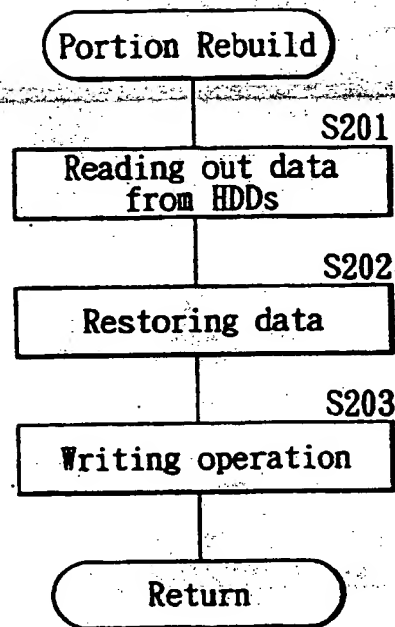 Portion Rebuild
S201
Reading out data
from HDDs
S202
Restoring data
S203
Writing operation
Return